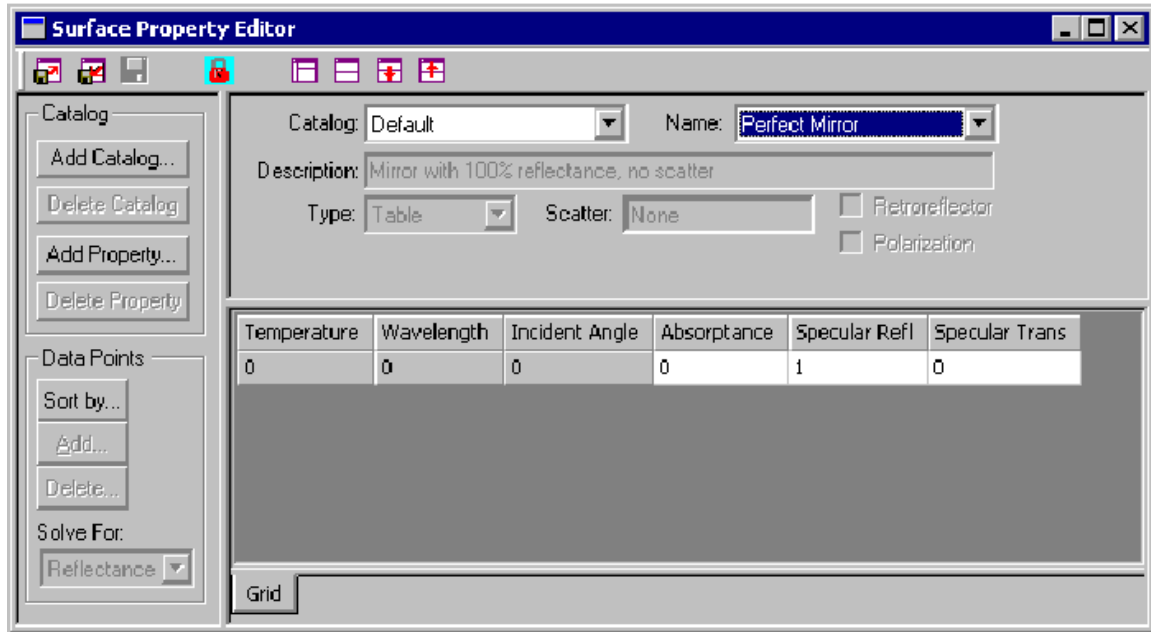 Surface Property Editor
Catalog
Add Catalog...
Delete Catalog
Add Property...
Delete Property
Data Points
Sort by...
Add...
Delete...
Solve For:
Reflectance
Catalog: Default Name: Perfect Mirror
Description: Mirror with 100% reflectance, no scatter
Type: Table Scatter: None Retroreflector
Polarization
Temperature Wavelength Incident Angle Absorptance Specular Refl Specular Trans
0 0 0 0 1 0
Grid